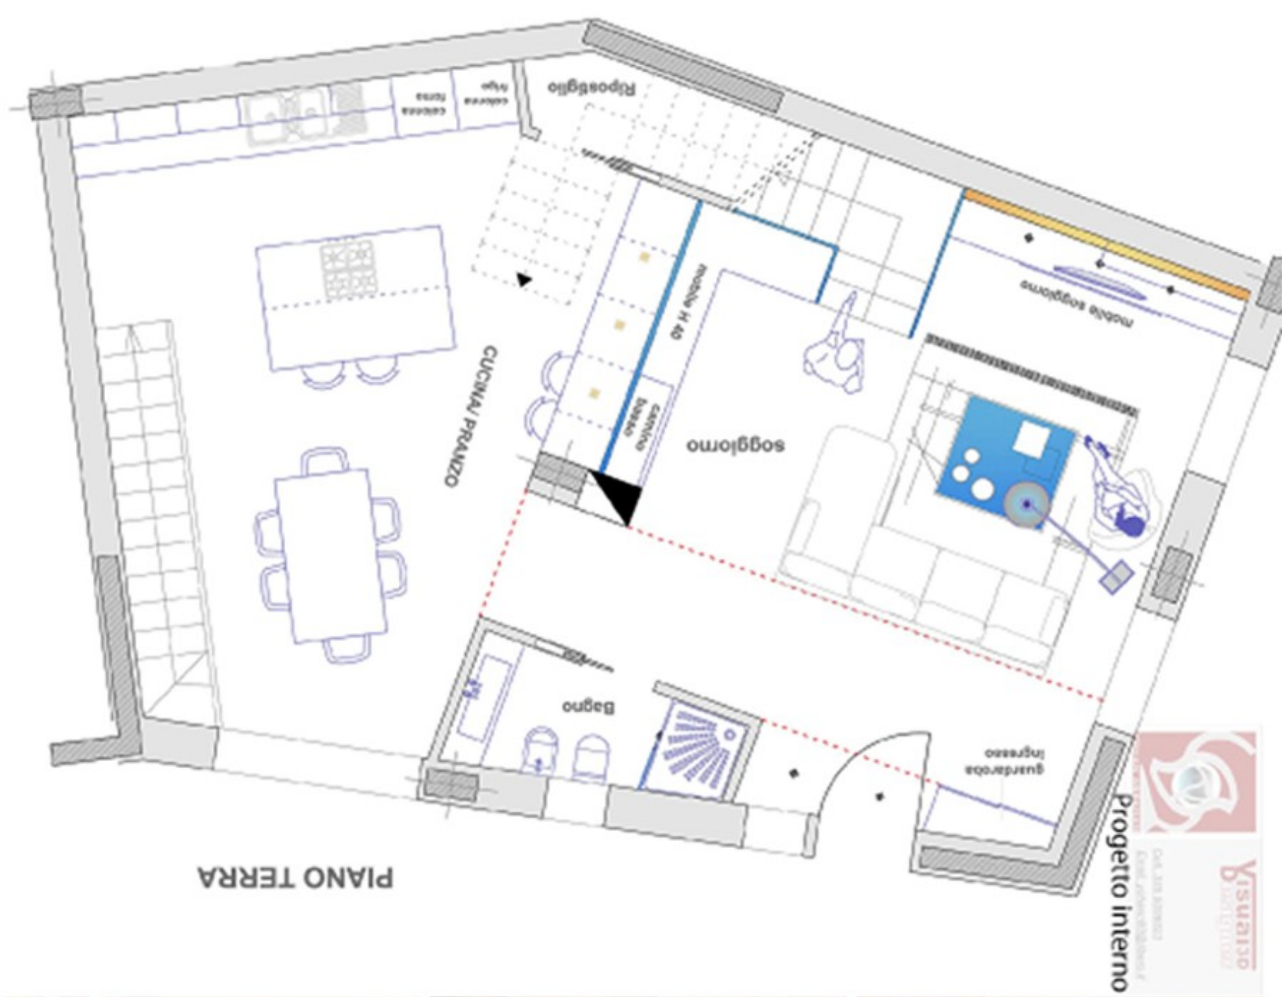 Ripostiglio
colonna
forno
colonna
frigo
CUCINA/ PRANZO
mobile H 40
camino
basso
soggiorno
mobile soggiorno
Bagno
guardaroba
ingresso
PIANO TERRA
Progetto interno